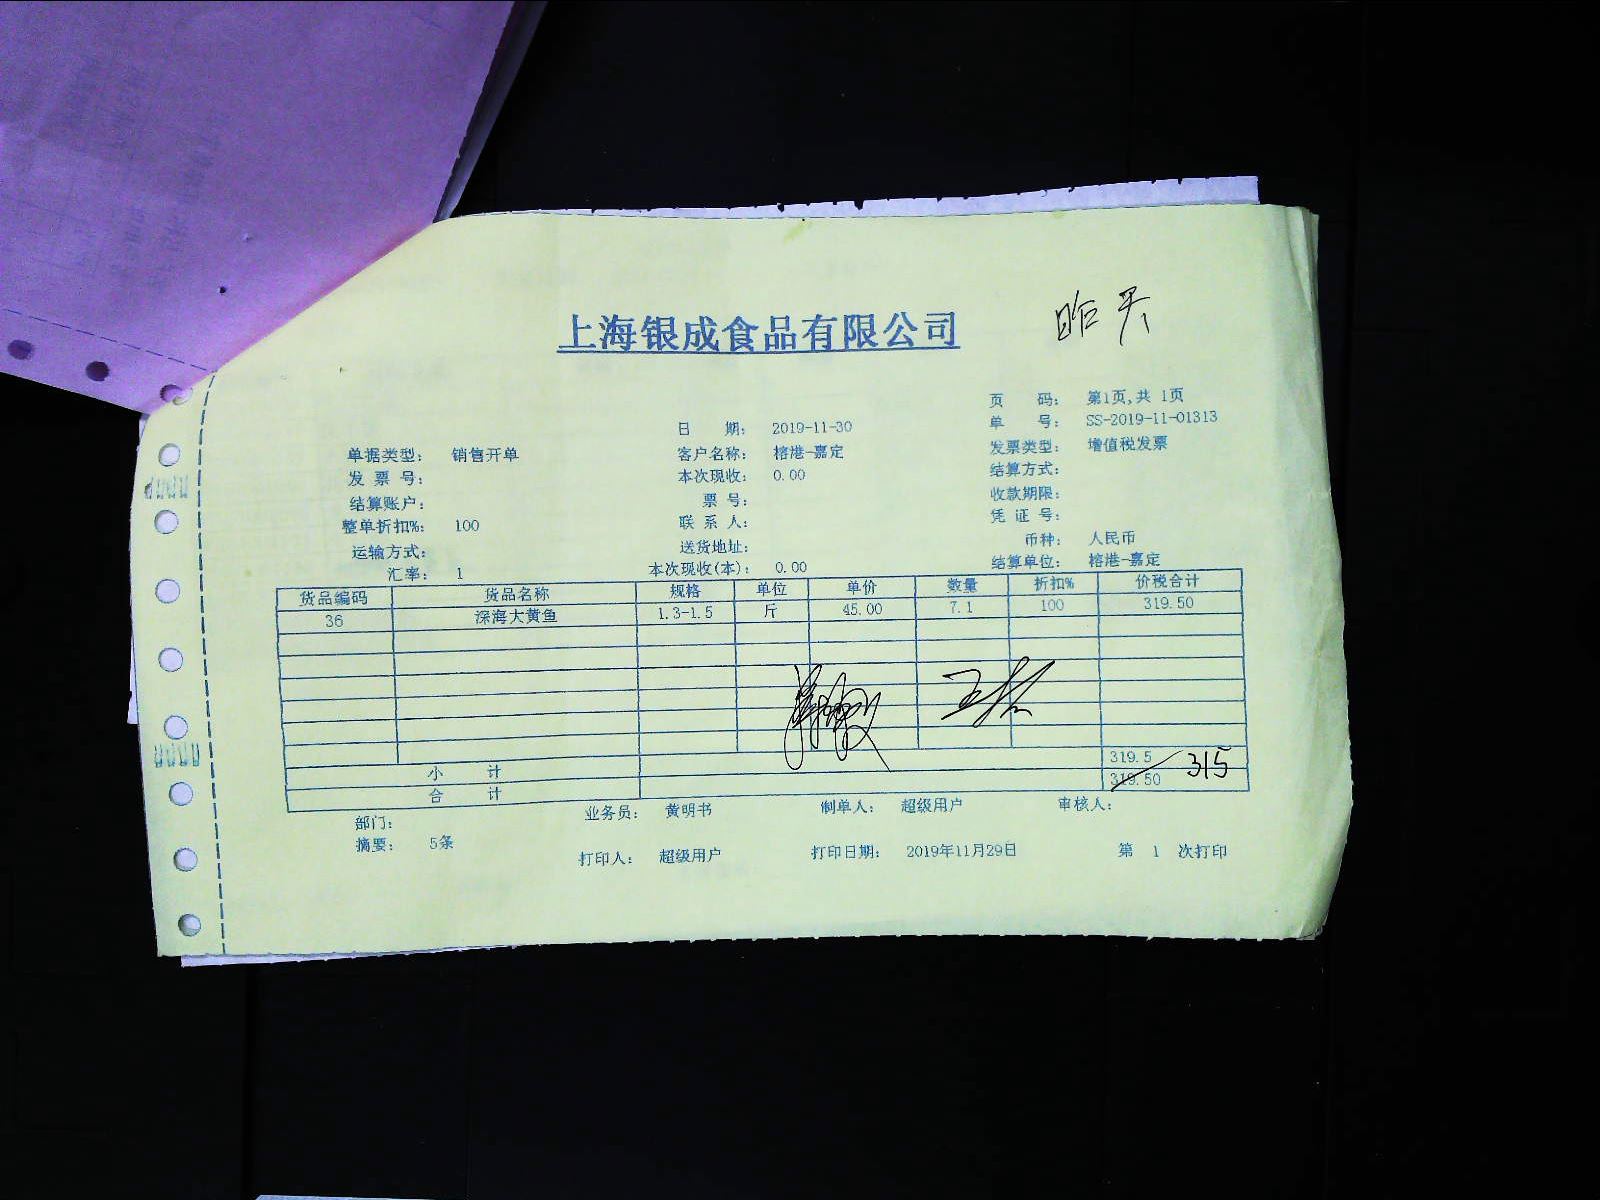 上海银成食品有限公司
昨天
页 码： 第1页,共 1页
日 期： 2019-11-30 单 号： SS-2019-11-01313
单据类型： 销售开单 客户名称： 榕港-嘉定 发票类型： 增值税发票
发 票 号： 本次现收： 0.00 结算方式：
结算账户： 票 号： 收款期限：
整单折扣%： 100 联 系 人： 凭 证 号：
运输方式： 送货地址： 币种： 人民币
汇率： 1 本次现收(本)： 0.00 结算单位： 榕港-嘉定
货品编码 货品名称 规格 单位 单价 数量 折扣% 价税合计
36 深海大黄鱼 1.3-1.5 斤 45.00 7.1 100 319.50
小 计 319.5
合 计 319.50 315
部门： 业务员： 黄明书 制单人： 超级用户 审核人：
摘要： 5条
打印人： 超级用户 打印日期： 2019年11月29日 第 1 次打印